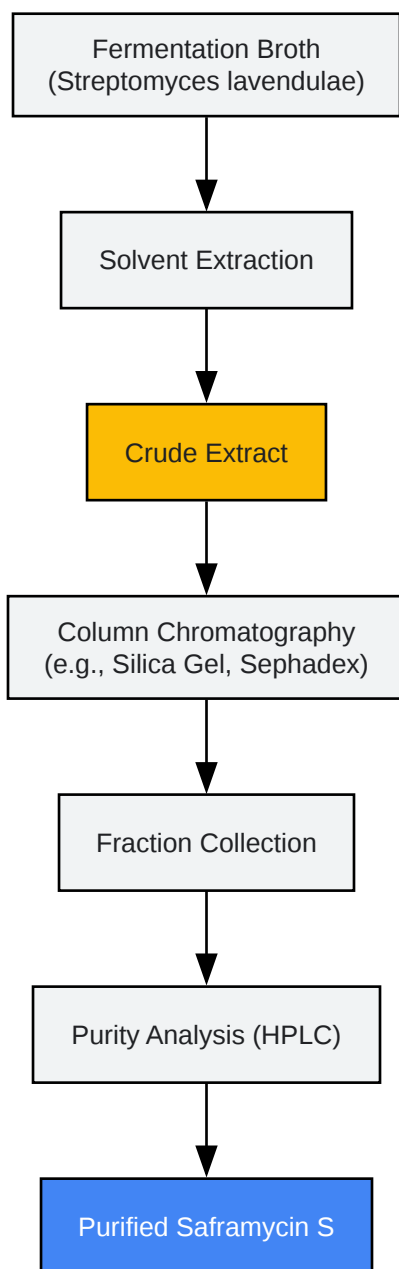 Fermentation Broth
(Streptomyces lavendulae)
Solvent Extraction
Crude Extract
Column Chromatography
(e.g., Silica Gel, Sephadex)
Fraction Collection
Purity Analysis (HPLC)
Purified Saframycin S